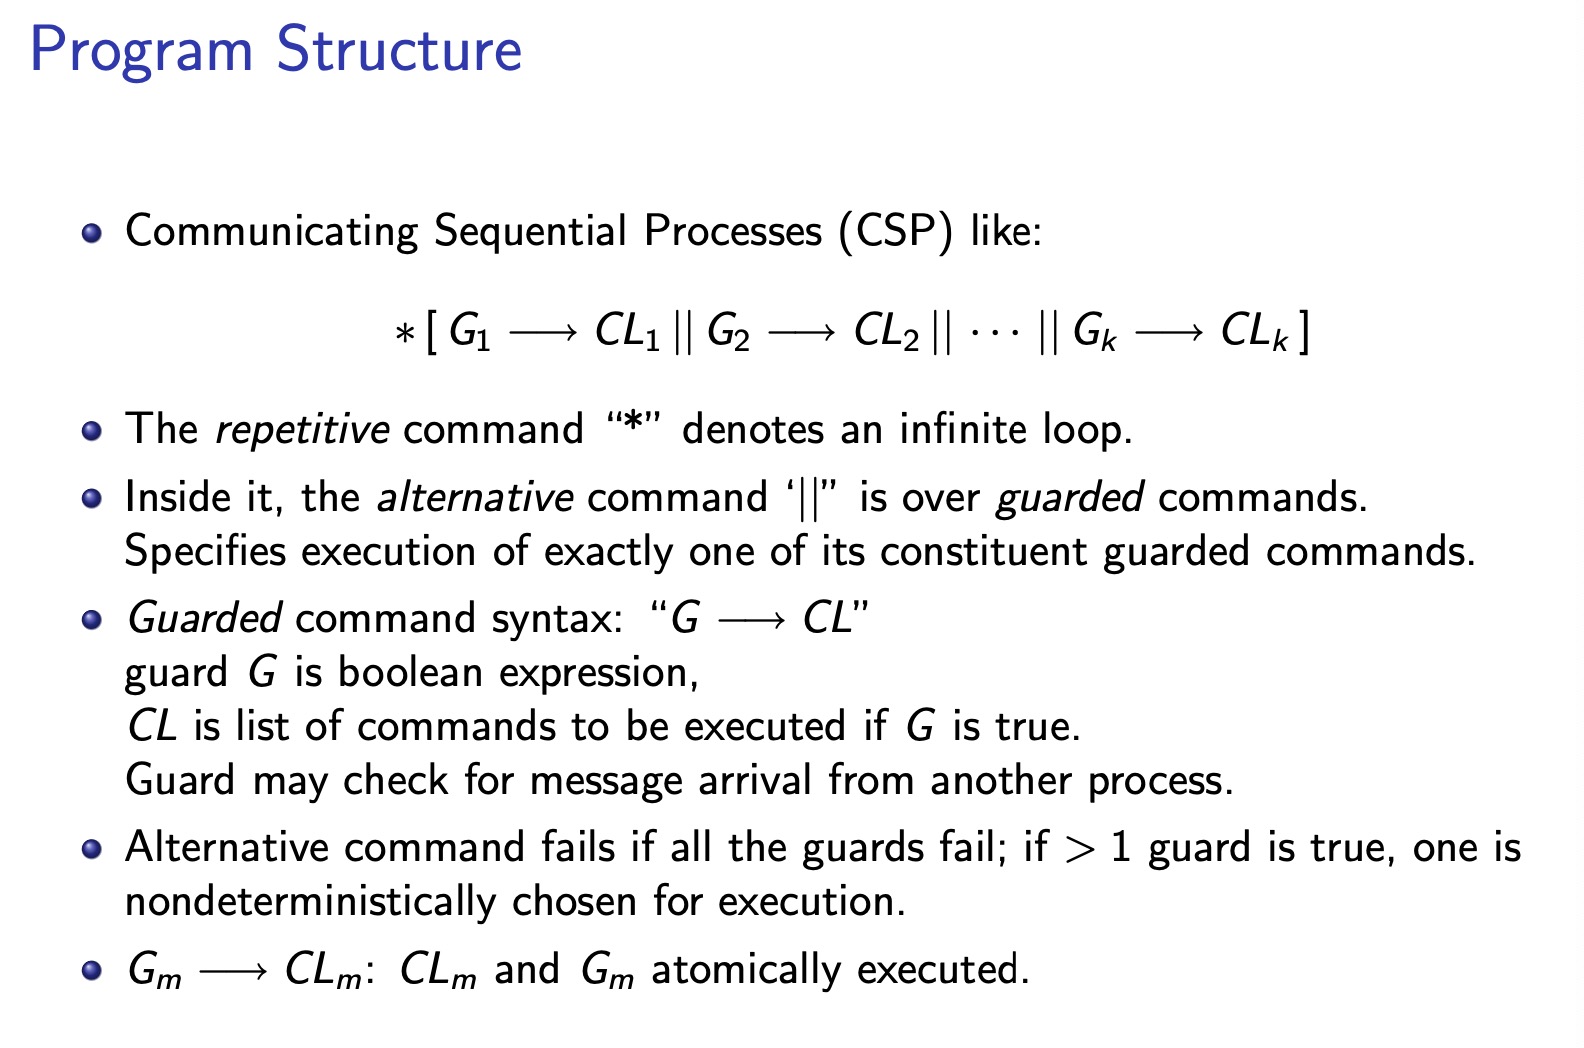 Program Structure
Communicating Sequential Processes (CSP) like:
∗ [ G₁ ⟶ CL₁ || G₂ ⟶ CL₂ || · · · || Gₖ ⟶ CLₖ ]
The repetitive command “*” denotes an infinite loop.
Inside it, the alternative command ‘||” is over guarded commands.
Specifies execution of exactly one of its constituent guarded commands.
Guarded command syntax: “G ⟶ CL”
guard G is boolean expression,
CL is list of commands to be executed if G is true.
Guard may check for message arrival from another process.
Alternative command fails if all the guards fail; if > 1 guard is true, one is
nondeterministically chosen for execution.
Gₘ ⟶ CLₘ: CLₘ and Gₘ atomically executed.